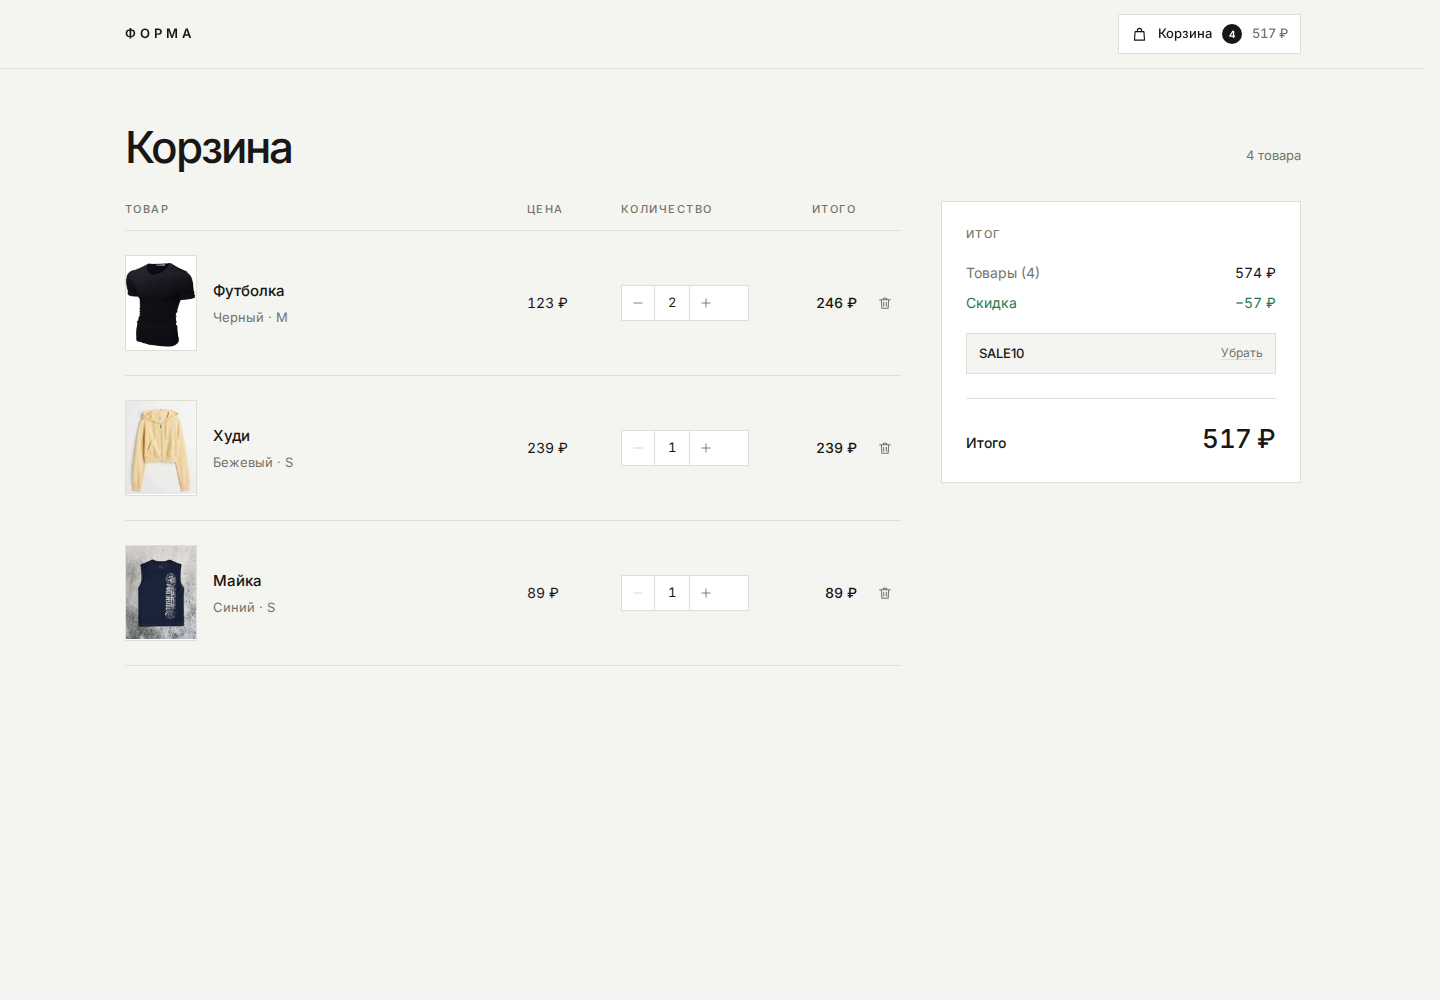 ФОРМА
Корзина 4 517 ₽
Корзина
4 товара
ТОВАР ЦЕНА КОЛИЧЕСТВО ИТОГО
Футболка
Черный · M
123 ₽ − 2 + 246 ₽
Худи
Бежевый · S
239 ₽ − 1 + 239 ₽
Майка
Синий · S
89 ₽ − 1 + 89 ₽
ИТОГ
Товары (4) 574 ₽
Скидка −57 ₽
SALE10 Убрать
Итого 517 ₽